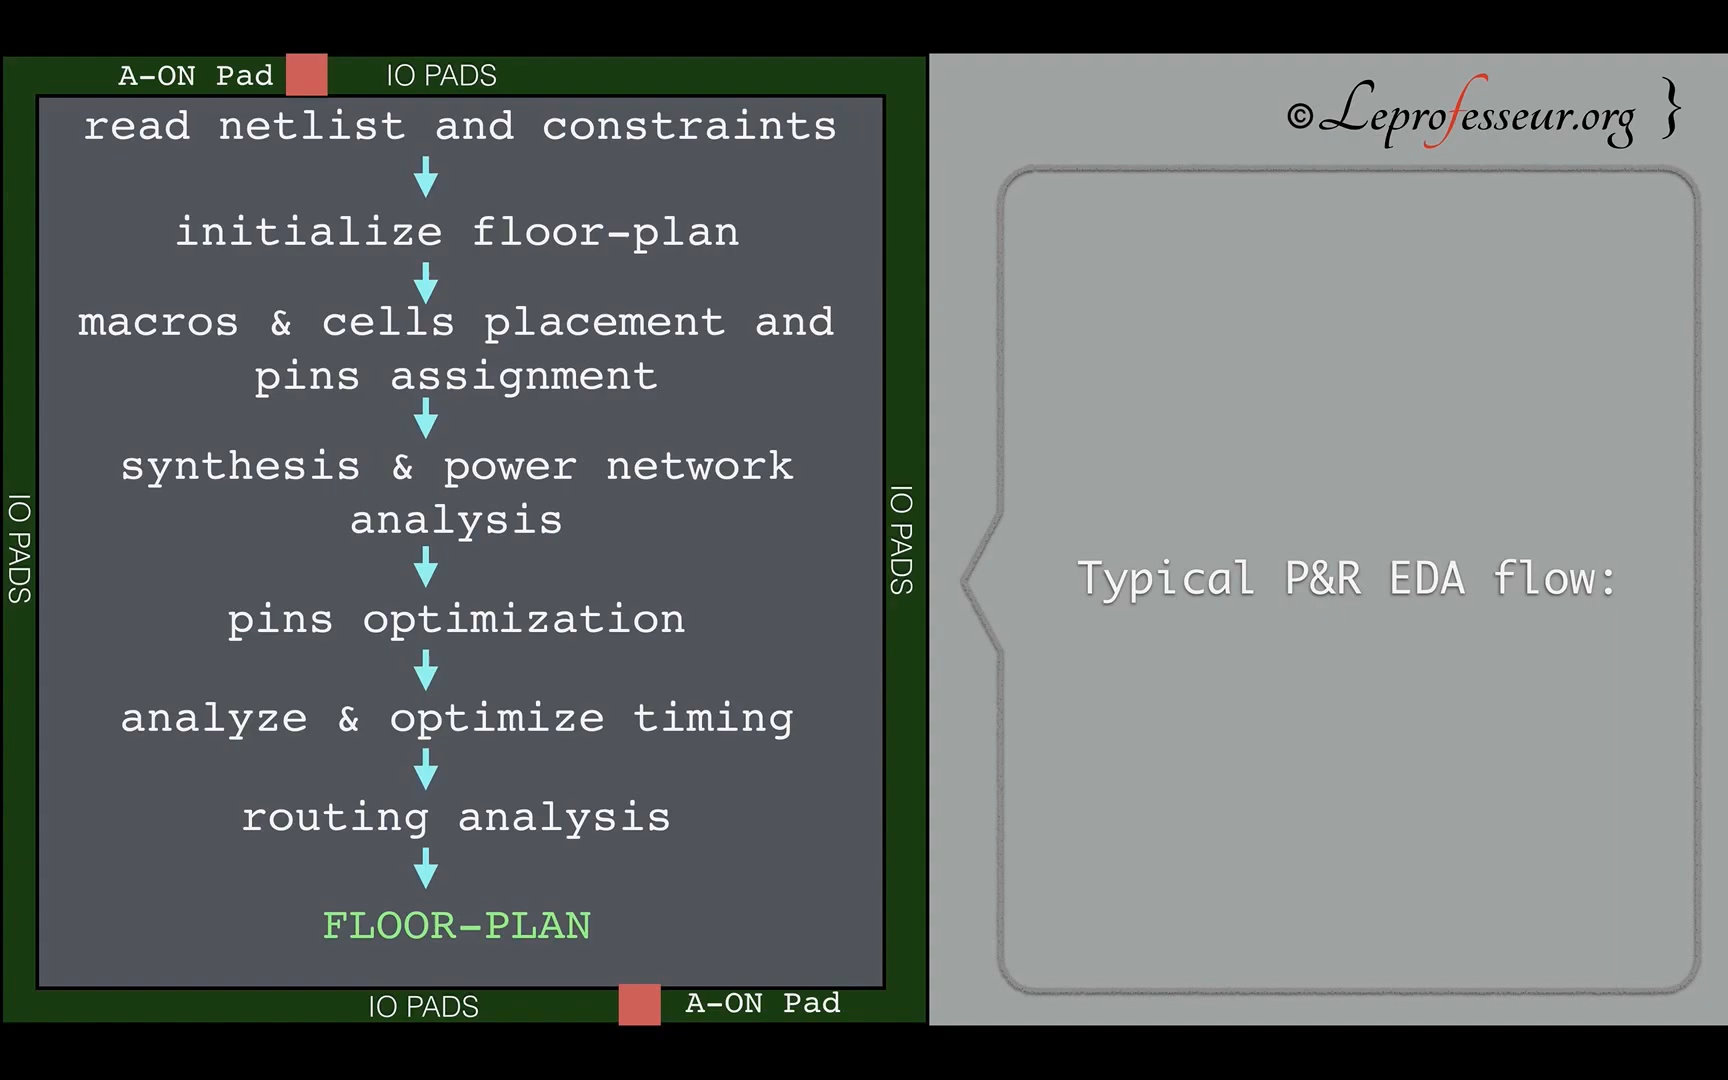 A-ON Pad
IO PADS
read netlist and constraints
initialize floor-plan
macros & cells placement and
pins assignment
synthesis & power network
analysis
pins optimization
analyze & optimize timing
routing analysis
FLOOR-PLAN
IO PADS
IO PADS
IO PADS
A-ON Pad
© Leprofesseur.org }
Typical P&R EDA flow: